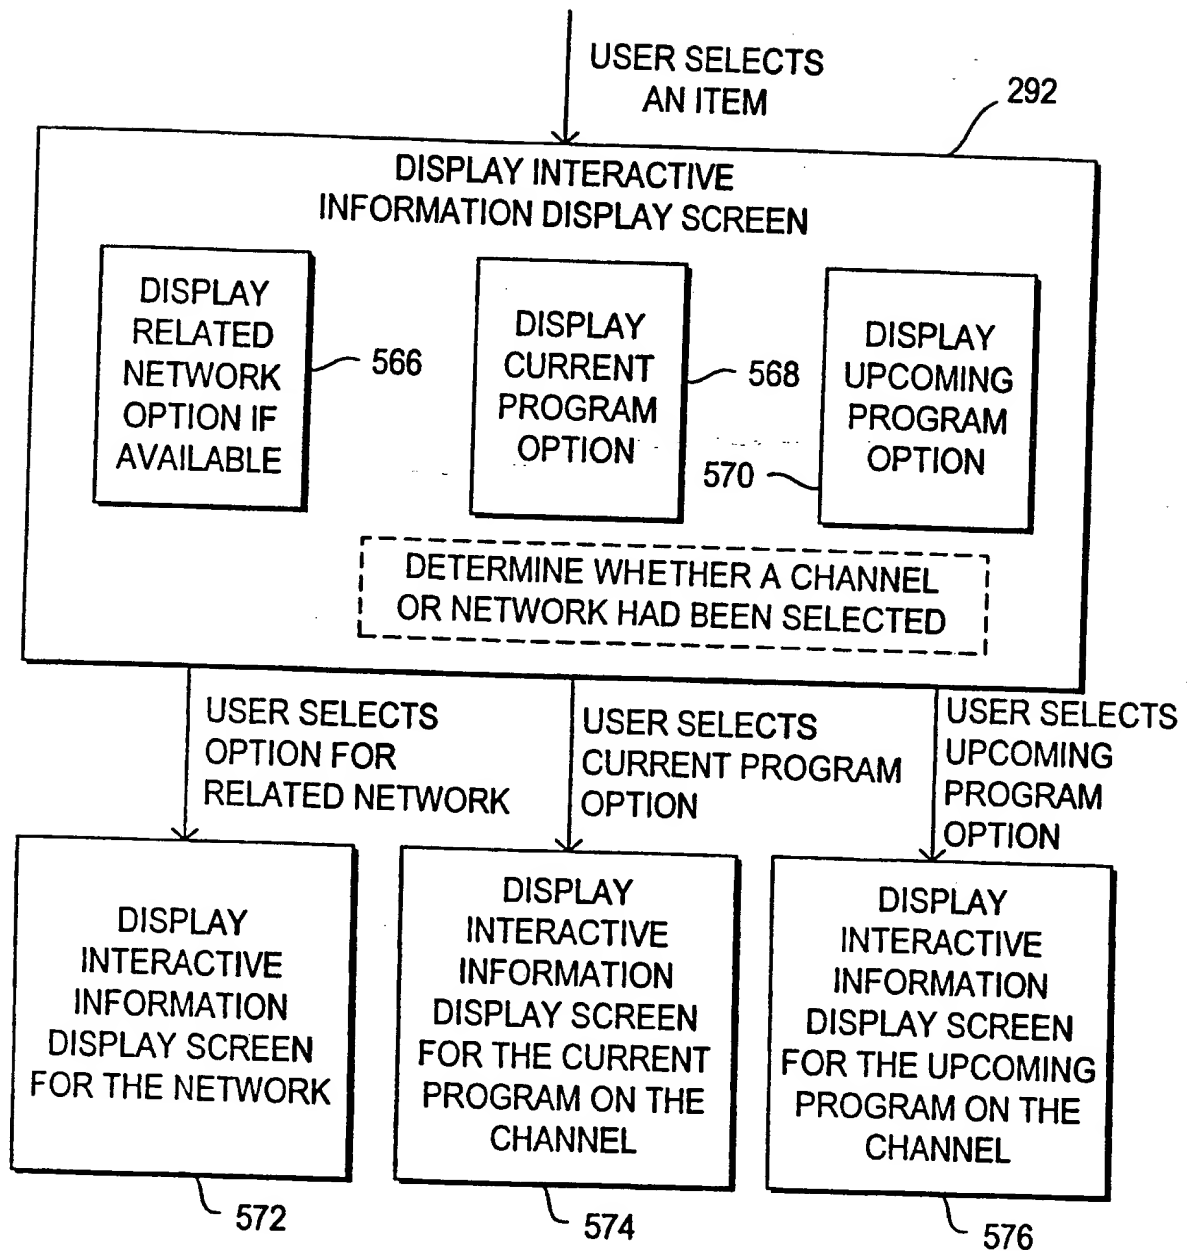 USER SELECTS
AN ITEM
292
DISPLAY INTERACTIVE
INFORMATION DISPLAY SCREEN
DISPLAY
RELATED
NETWORK
OPTION IF
AVAILABLE
566
DISPLAY
CURRENT
PROGRAM
OPTION
568
DISPLAY
UPCOMING
PROGRAM
OPTION
570
DETERMINE WHETHER A CHANNEL
OR NETWORK HAD BEEN SELECTED
USER SELECTS
OPTION FOR
RELATED NETWORK
USER SELECTS
CURRENT PROGRAM
OPTION
USER SELECTS
UPCOMING
PROGRAM
OPTION
DISPLAY
INTERACTIVE
INFORMATION
DISPLAY SCREEN
FOR THE NETWORK
572
DISPLAY
INTERACTIVE
INFORMATION
DISPLAY SCREEN
FOR THE CURRENT
PROGRAM ON THE
CHANNEL
574
DISPLAY
INTERACTIVE
INFORMATION
DISPLAY SCREEN
FOR THE UPCOMING
PROGRAM ON THE
CHANNEL
576